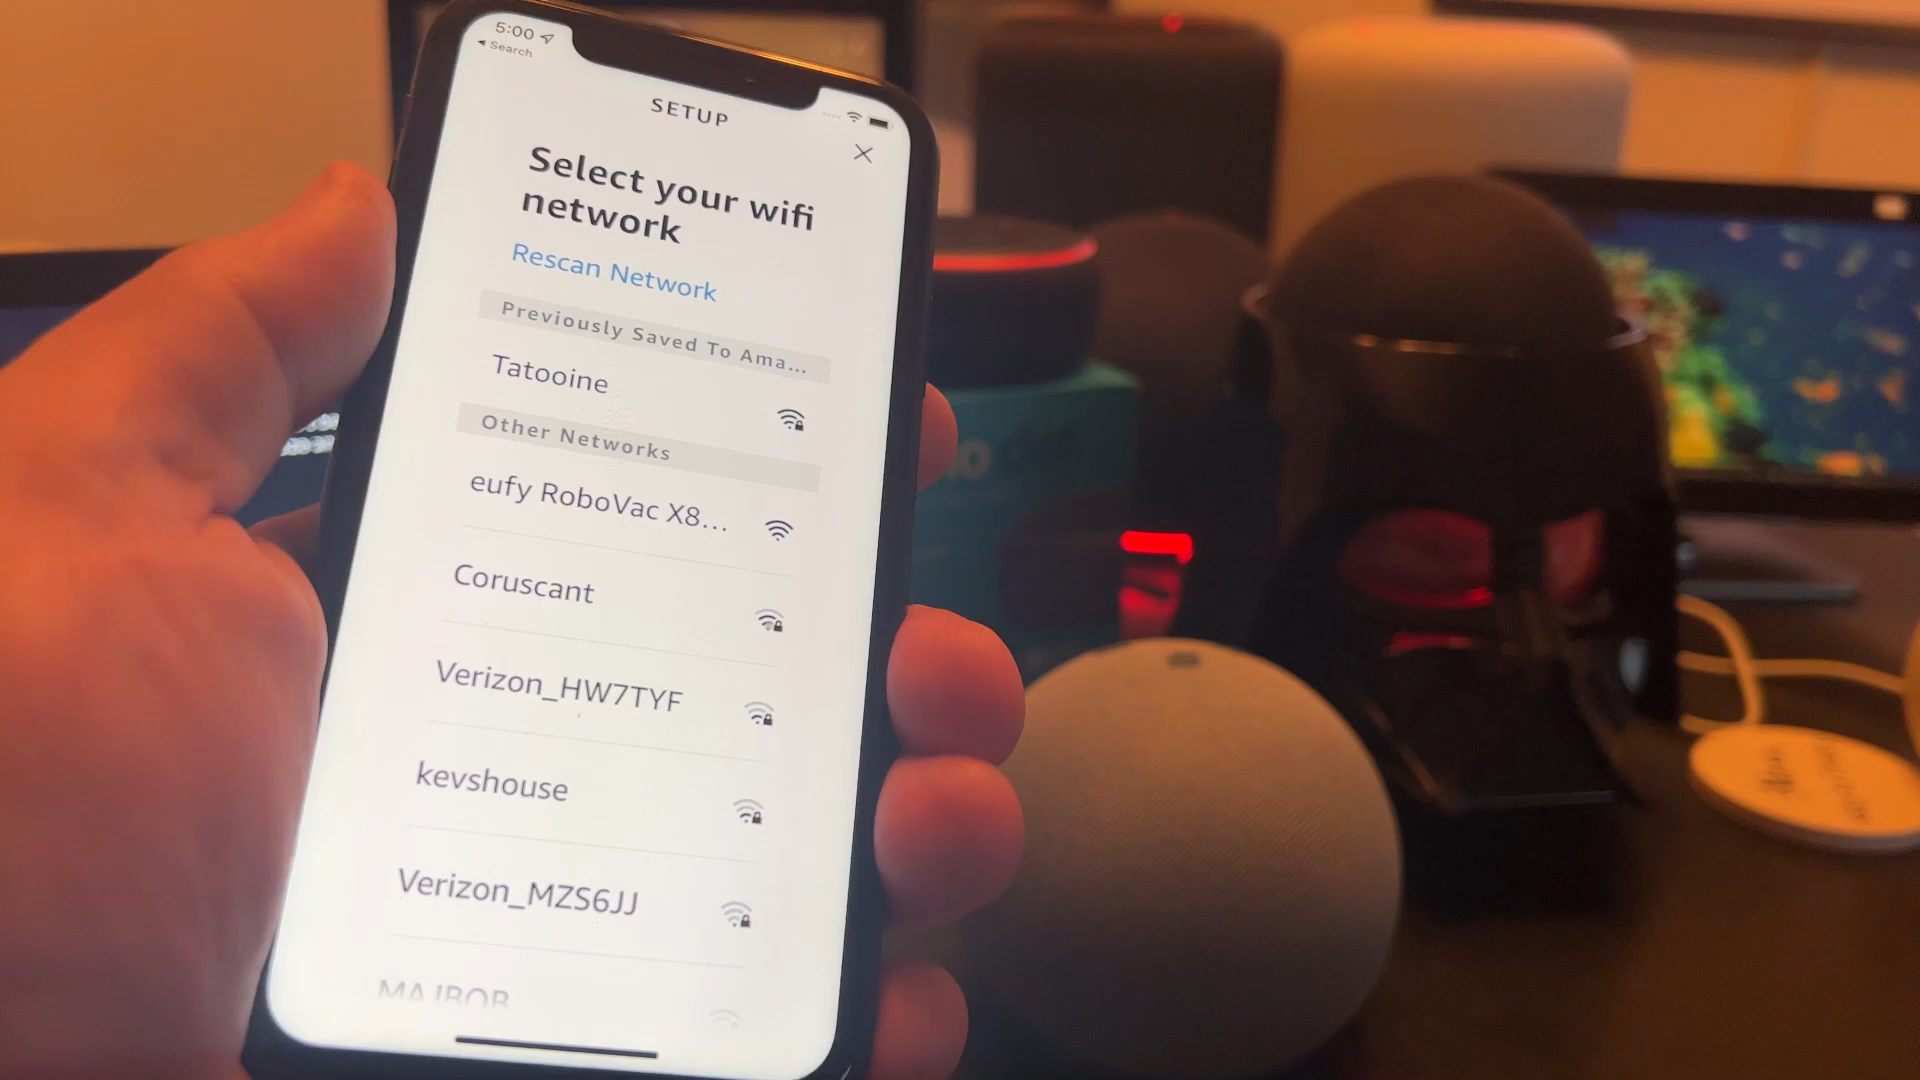 5:00
Search
SETUP
Select your wifi
network
Rescan Network
Previously Saved To Ama...
Tatooine
Other Networks
eufy RoboVac X8...
Coruscant
Verizon_HW7TYF
kevshouse
Verizon_MZS6JJ